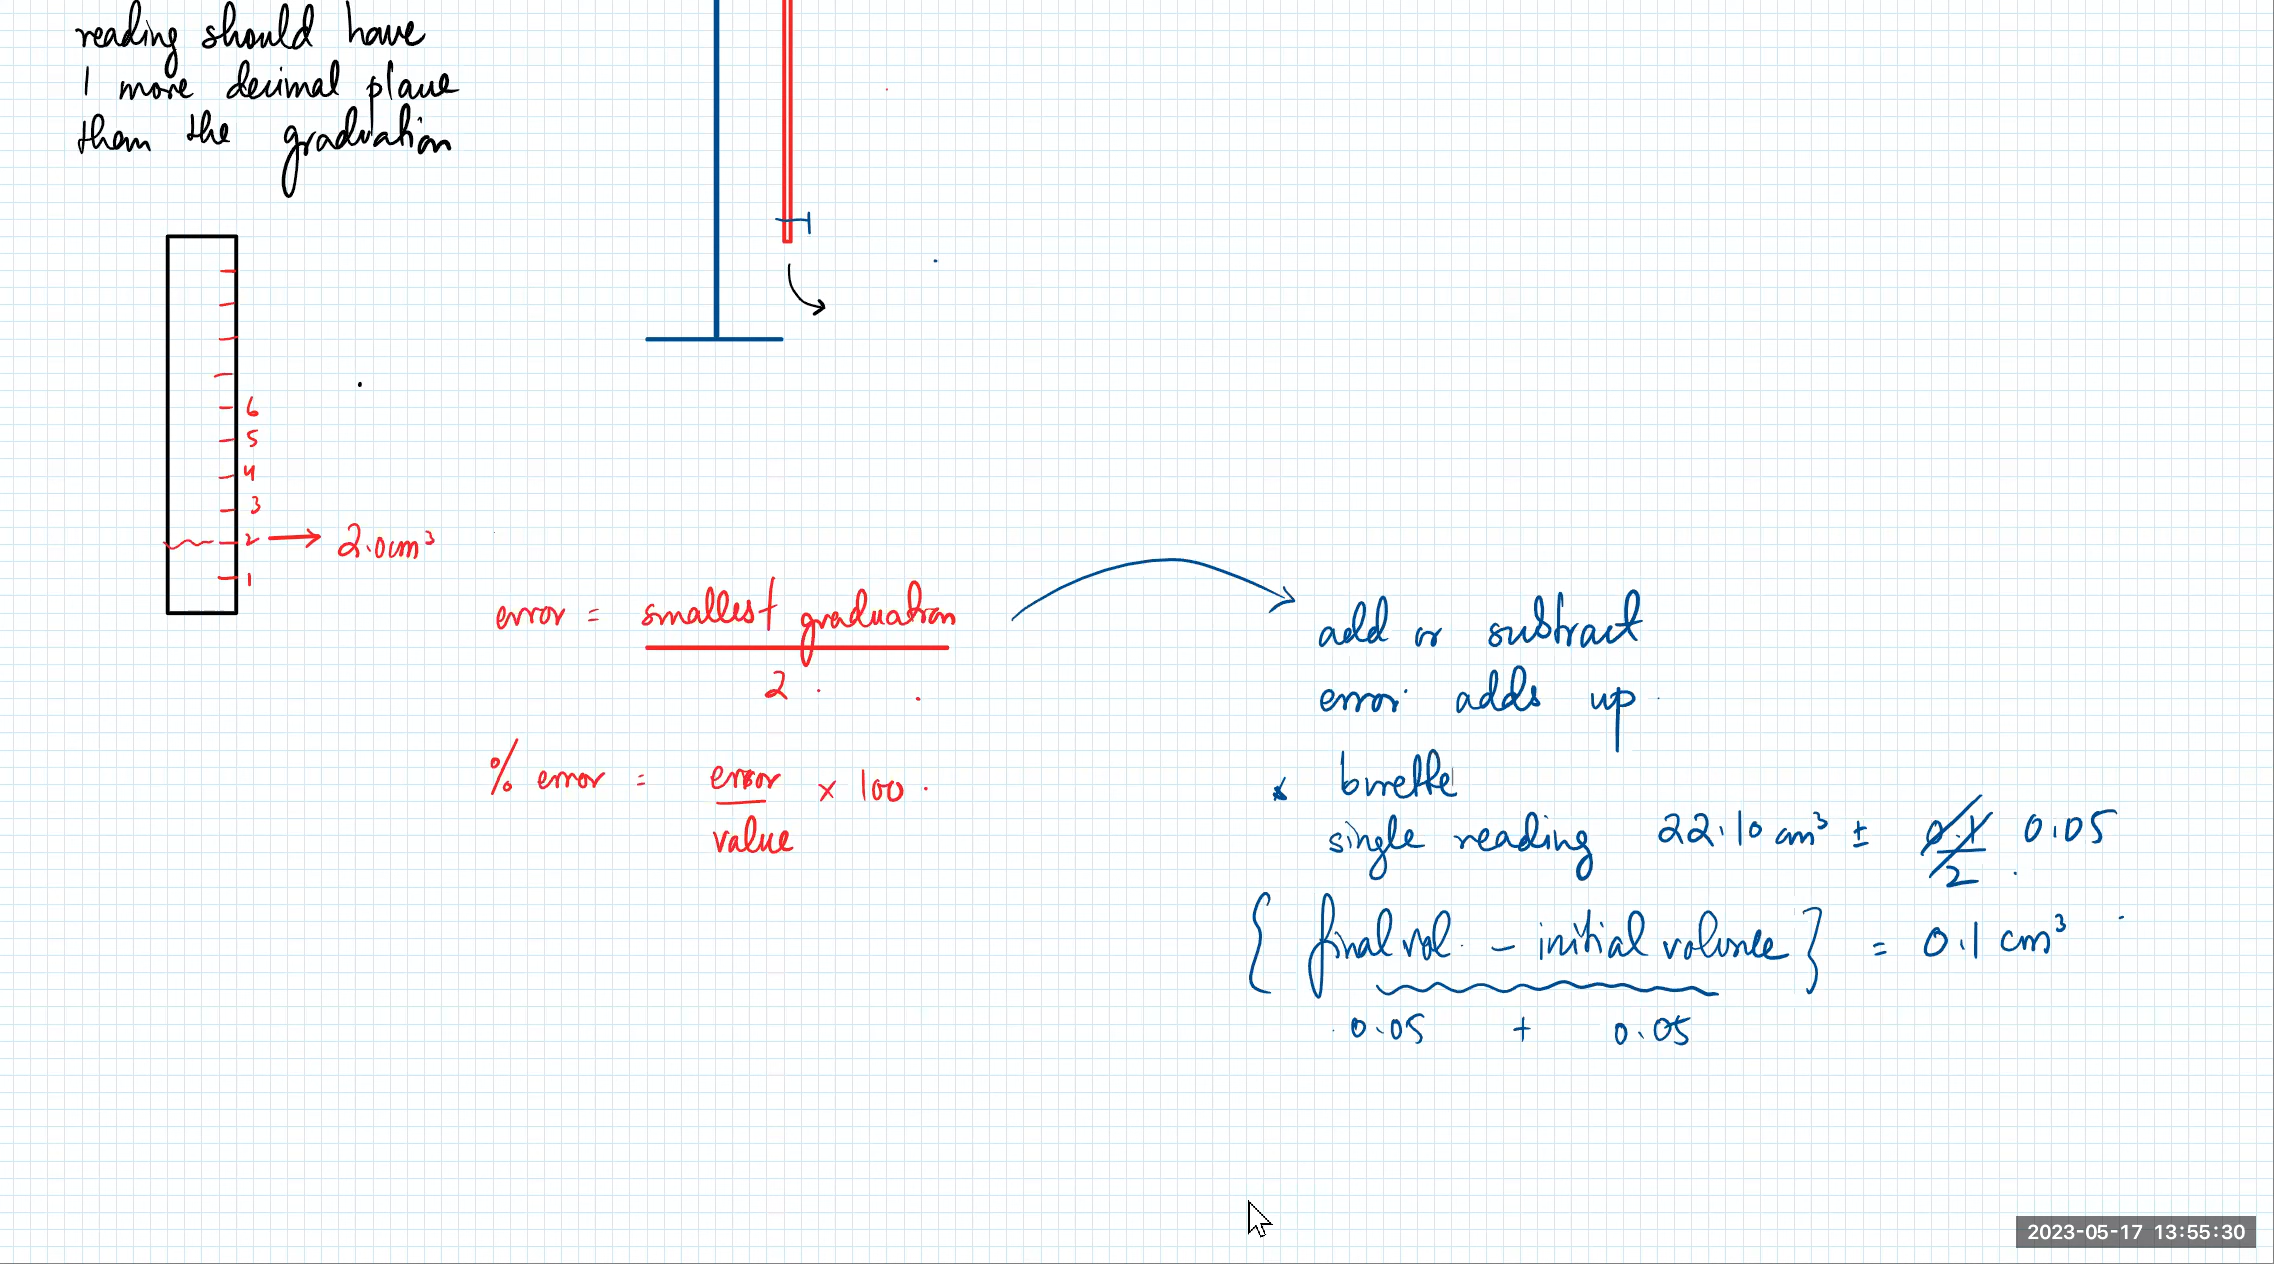 reading should have
1 more decimal place
than the graduation
6
5
4
3
2 → 2.0cm³
1
error = smallest graduation
2
% error = error × 100
value
add or subtract
error adds up
* burette
single reading 22.10 cm³ ± 0.1/2 0.05
{ final vol. - initial volume } = 0.1 cm³
0.05 + 0.05
2023-05-17 13:55:30